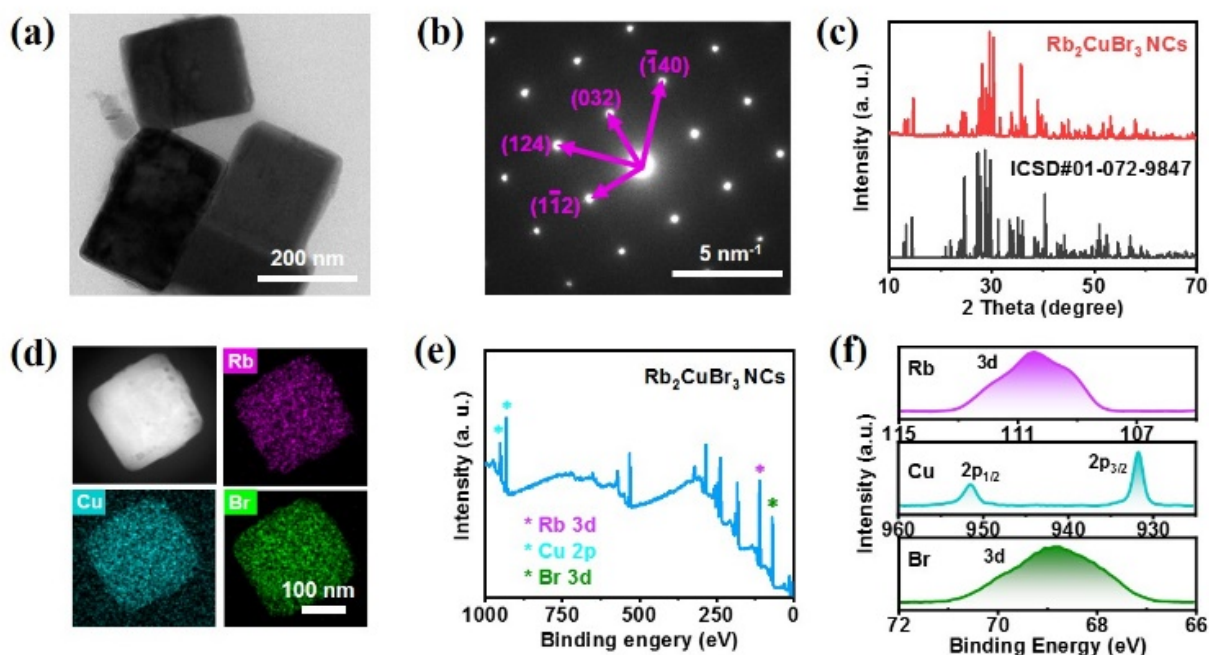 (a)
200 nm
(b)
(1̄40)
(032)
(124)
(11̄2)
5 nm⁻¹
(c)
Intensity (a. u.)
Rb₂CuBr₃ NCs
ICSD#01-072-9847
10 30 50 70
2 Theta (degree)
(d)
Rb
Cu
Br
100 nm
(e)
Intensity (a. u.)
Rb₂CuBr₃ NCs
* Rb 3d
* Cu 2p
* Br 3d
1000 750 500 250 0
Binding engery (eV)
(f)
Intensity (a.u.)
Rb 3d
115 111 107
Cu 2p₁/₂ 2p₃/₂
960 950 940 930
Br 3d
72 70 68 66
Binding Energy (eV)